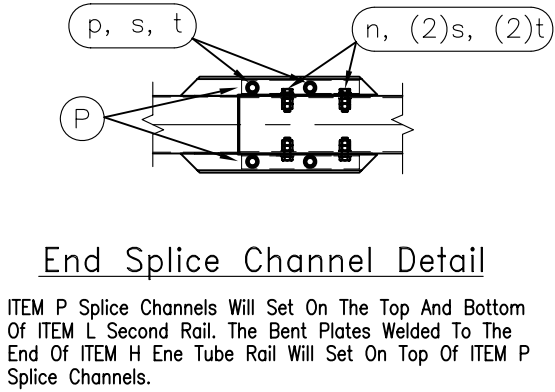 p, s, t
n, (2)s, (2)t
P
End Splice Channel Detail
ITEM P Splice Channels Will Set On The Top And Bottom
Of ITEM L Second Rail. The Bent Plates Welded To The
End Of ITEM H Ene Tube Rail Will Set On Top Of ITEM P
Splice Channels.